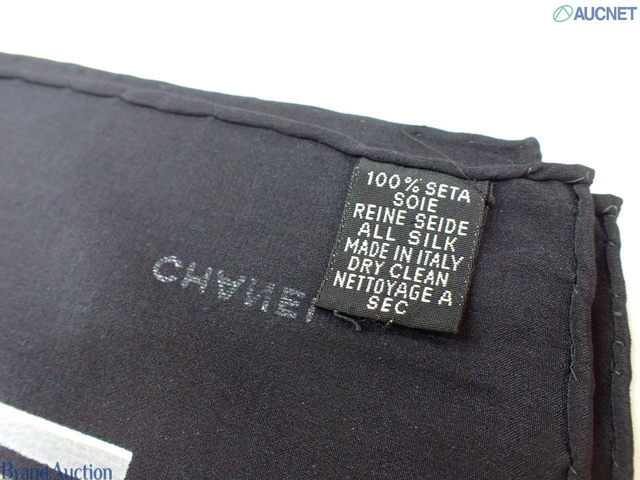 AUCNET
100% SETA
SOIE
REINE SEIDE
ALL SILK
MADE IN ITALY
DRY CLEAN
NETTOYAGE A
SEC
CHANEL
Brand Auction